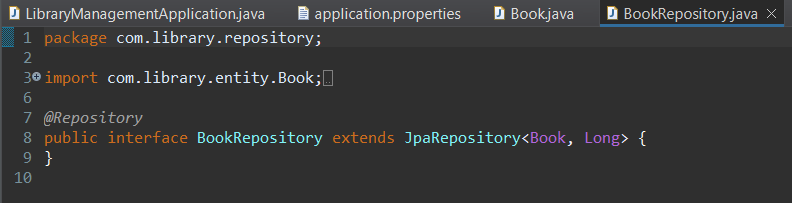 LibraryManagementApplication.java application.properties Book.java BookRepository.java
1 package com.library.repository;
2
3 import com.library.entity.Book;
6
7 @Repository
8 public interface BookRepository extends JpaRepository<Book, Long> {
9 }
10